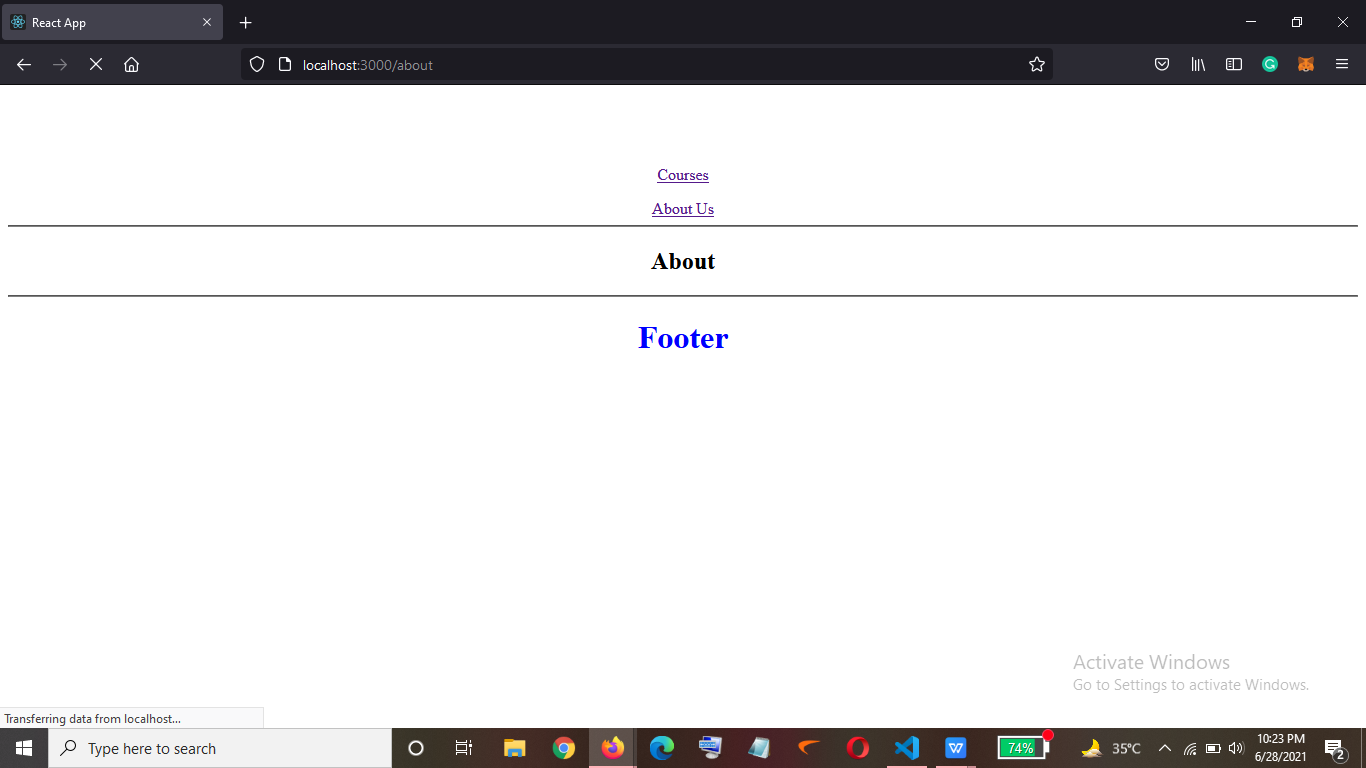 React App
localhost:3000/about
Courses
About Us
About
Footer
Activate Windows
Go to Settings to activate Windows.
Transferring data from localhost...
Type here to search
74%
35°C
10:23 PM
6/28/2021
2